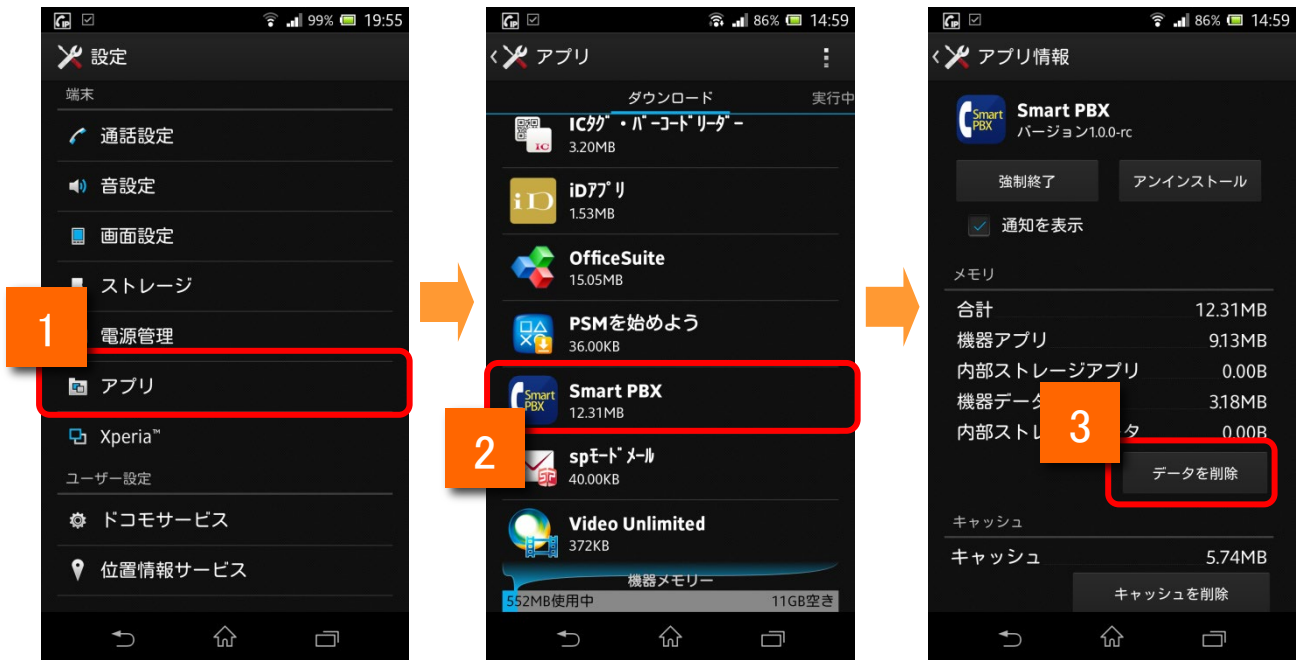 99% 19:55
設定
端末
通話設定
音設定
画面設定
ストレージ
1
電源管理
アプリ
Xperia™
ユーザー設定
ドコモサービス
位置情報サービス
86% 14:59
アプリ
ダウンロード 実行中
ICﾀｸﾞ・ﾊﾞｰｺｰﾄﾞﾘｰﾀﾞｰ
3.20MB
iD
iDｱﾌﾟﾘ
1.53MB
OfficeSuite
15.05MB
PSMを始めよう
36.00KB
Smart PBX
Smart PBX
12.31MB
2
spﾓｰﾄﾞﾒｰﾙ
40.00KB
Video Unlimited
372KB
機器メモリー
552MB使用中 11GB空き
86% 14:59
アプリ情報
Smart PBX
Smart PBX
バージョン1.0.0-rc
強制終了 アンインストール
通知を表示
メモリ
合計 12.31MB
機器アプリ 9.13MB
内部ストレージアプリ 0.00B
機器データ 3.18MB
3
内部スト タ 0.00B
データを削除
キャッシュ
キャッシュ 5.74MB
キャッシュを削除